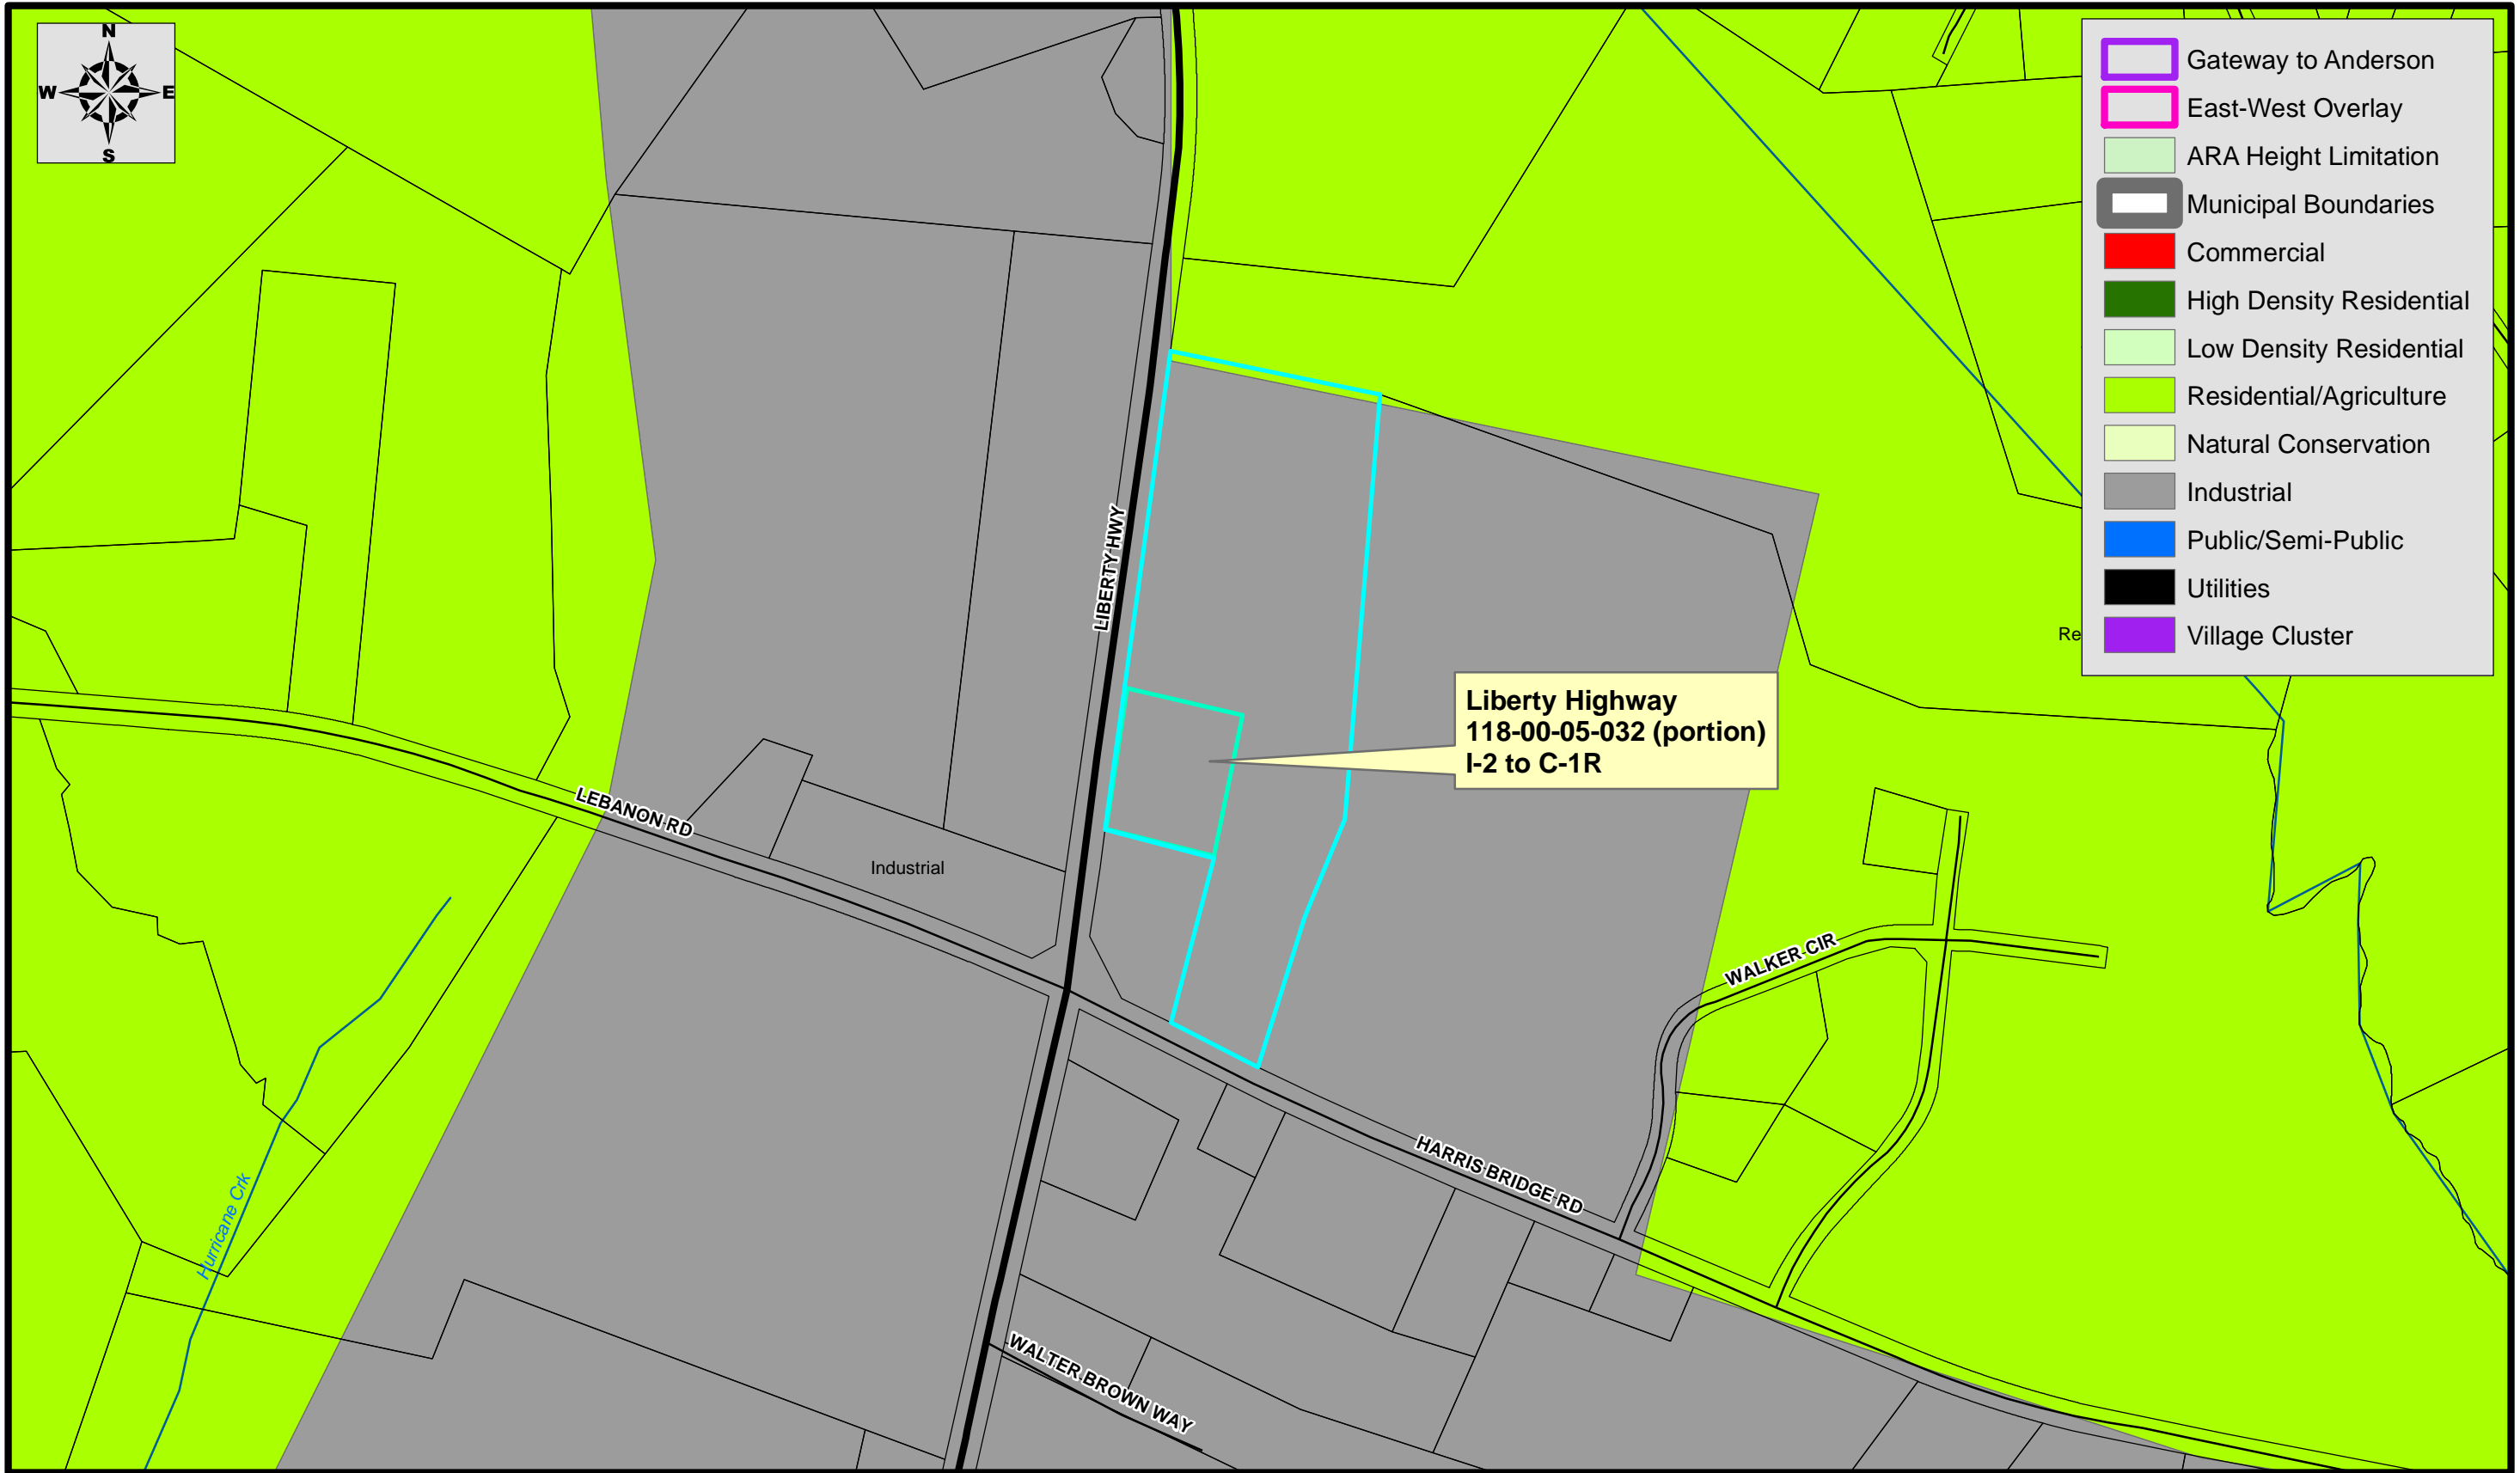 N
W E
S
Gateway to Anderson
East-West Overlay
ARA Height Limitation
Municipal Boundaries
Commercial
High Density Residential
Low Density Residential
Residential/Agriculture
Natural Conservation
Industrial
Public/Semi-Public
Utilities
Village Cluster
LIBERTY HWY
Re
Liberty Highway
118-00-05-032 (portion)
I-2 to C-1R
LEBANON RD
Industrial
WALKER CIR
HARRIS BRIDGE RD
Hurricane Crk
WALTER BROWN WAY